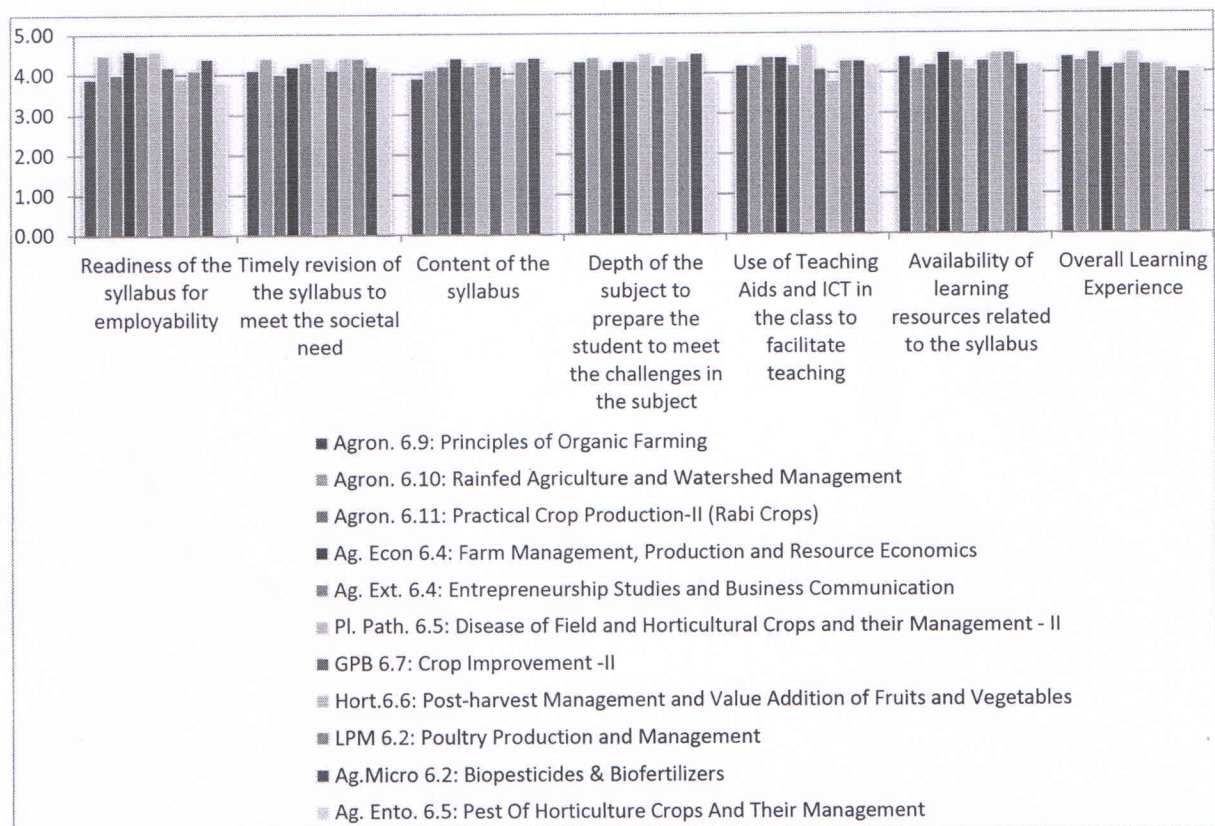 5.00
4.00
3.00
2.00
1.00
0.00
Readiness of the
syllabus for
employability
Timely revision of
the syllabus to
meet the societal
need
Content of the
syllabus
Depth of the
subject to
prepare the
student to meet
the challenges in
the subject
Use of Teaching
Aids and ICT in
the class to
facilitate
teaching
Availability of
learning
resources related
to the syllabus
Overall Learning
Experience
Agron. 6.9: Principles of Organic Farming
Agron. 6.10: Rainfed Agriculture and Watershed Management
Agron. 6.11: Practical Crop Production-II (Rabi Crops)
Ag. Econ 6.4: Farm Management, Production and Resource Economics
Ag. Ext. 6.4: Entrepreneurship Studies and Business Communication
Pl. Path. 6.5: Disease of Field and Horticultural Crops and their Management - II
GPB 6.7: Crop Improvement -II
Hort.6.6: Post-harvest Management and Value Addition of Fruits and Vegetables
LPM 6.2: Poultry Production and Management
Ag.Micro 6.2: Biopesticides & Biofertilizers
Ag. Ento. 6.5: Pest Of Horticulture Crops And Their Management